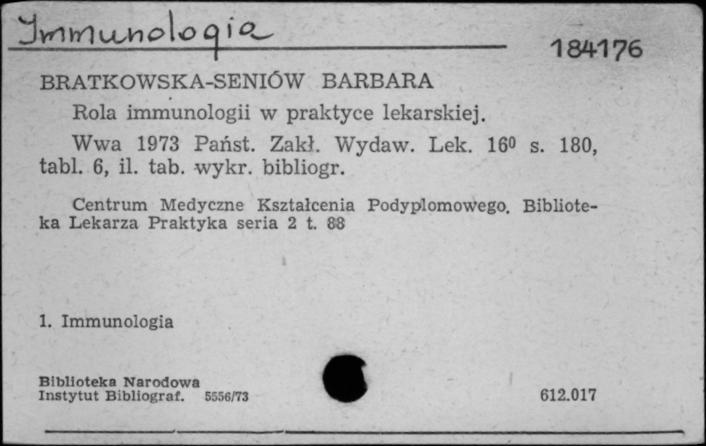 Immunologia
184176
BRATKOWSKA-SENIÓW BARBARA
Rola immunologii w praktyce lekarskiej.
Wwa 1973 Państ. Zakł. Wydaw. Lek. 16⁰ s. 180,
tabl. 6, il. tab. wykr. bibliogr.
Centrum Medyczne Kształcenia Podyplomowego. Bibliote-
ka Lekarza Praktyka seria 2 t. 88
1. Immunologia
Biblioteka Narodowa
Instytut Bibliograf. 5556/73
612.017